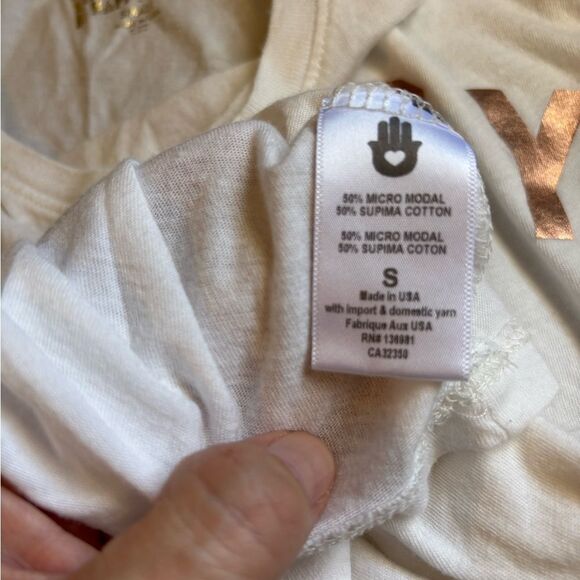 50% MICRO MODAL
50% SUPIMA COTTON
50% MICRO MODAL
50% SUPIMA COTON
S
Made in USA
with import & domestic yarn
Fabrique Aux USA
RN# 136981
CA32350
Y